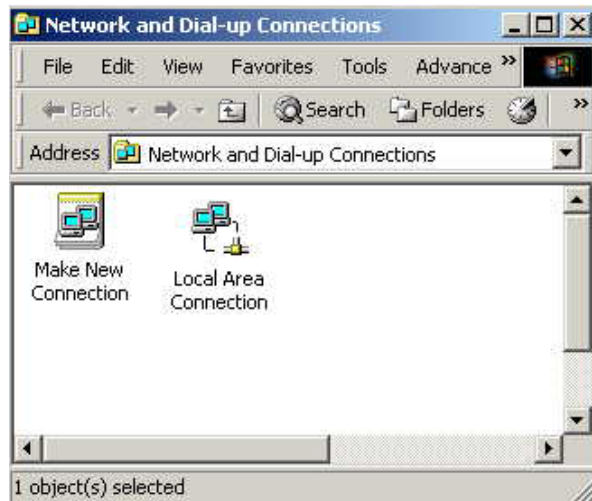 Network and Dial-up Connections
File Edit View Favorites Tools Advance »
Back Search Folders »
Address Network and Dial-up Connections
Make New
Connection
Local Area
Connection
1 object(s) selected